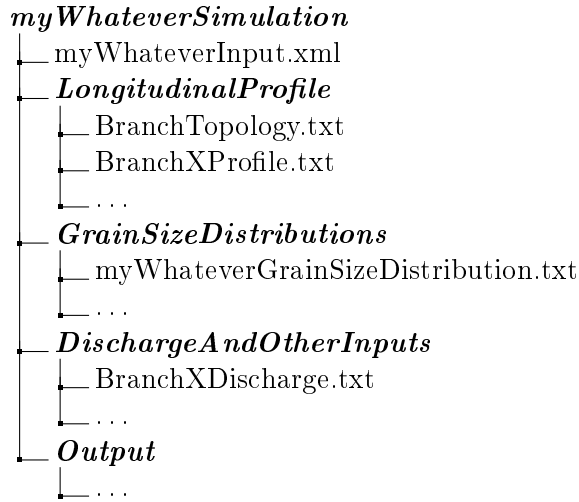 myWhateverSimulation
myWhateverInput.xml
LongitudinalProfile
BranchTopology.txt
BranchXProfile.txt
...
GrainSizeDistributions
myWhateverGrainSizeDistribution.txt
...
DischargeAndOtherInputs
BranchXDischarge.txt
...
Output
...